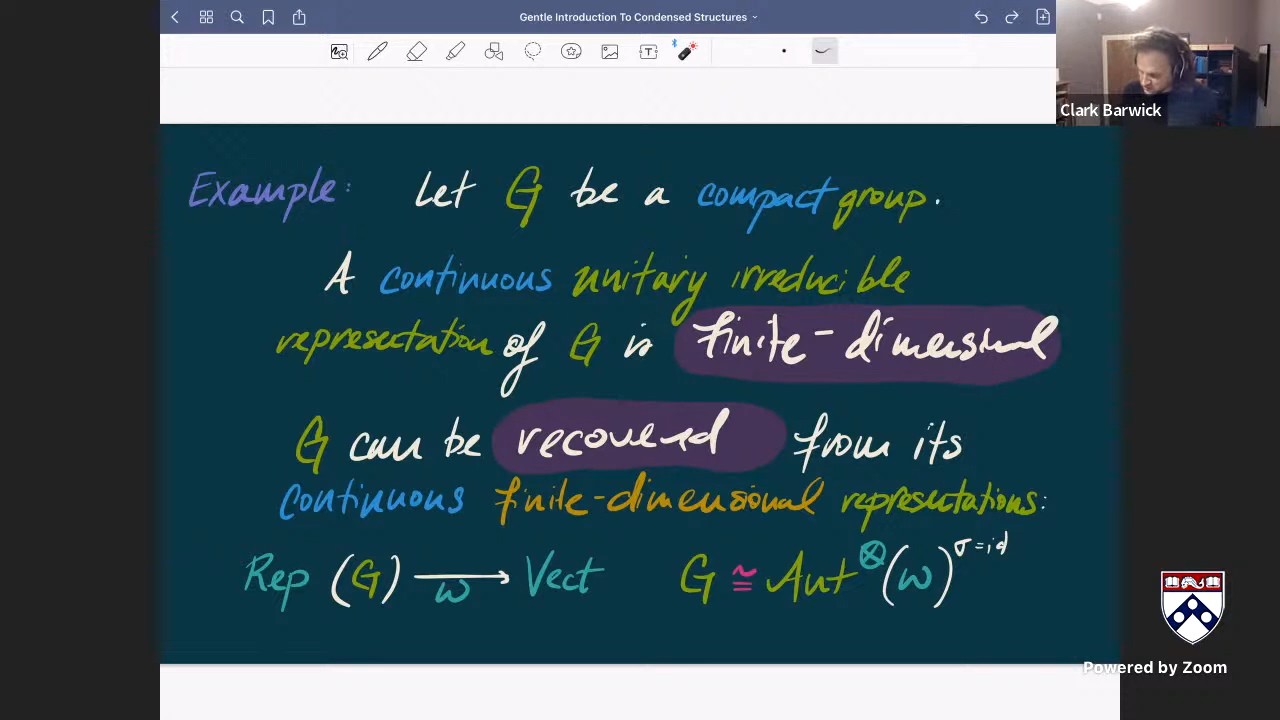 Gentle Introduction To Condensed Structures
Clark Barwick
Example: Let G be a compact group.
A continuous unitary irreducible
representation of G is finite-dimensional
G can be recovered from its
continuous finite-dimensional representations:
Rep (G) → Vect G ≅ Aut⊗(ω)σ=id
ω
Powered by Zoom